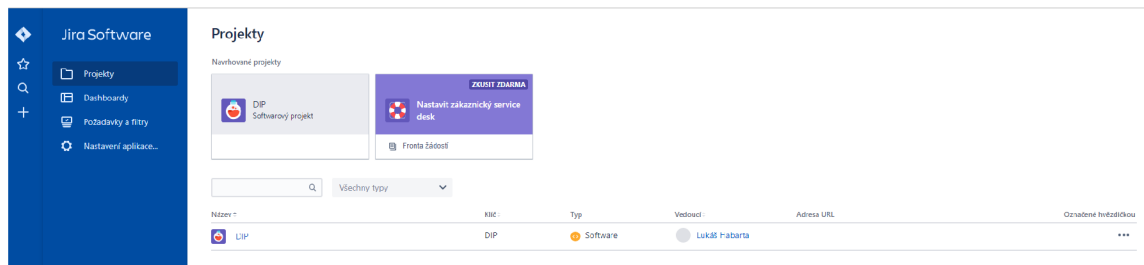 Jira Software
Projekty
Dashboardy
Požadavky a filtry
Nastavení aplikace...
Projekty
Navrhované projekty
DIP
Softwarový projekt
ZKUSIT ZDARMA
Nastavit zákaznický service
desk
Fronta žádostí
Všechny typy
Název Klíč Typ Vedoucí Adresa URL Označené hvězdičkou
DIP DIP Software Lukáš Habarta